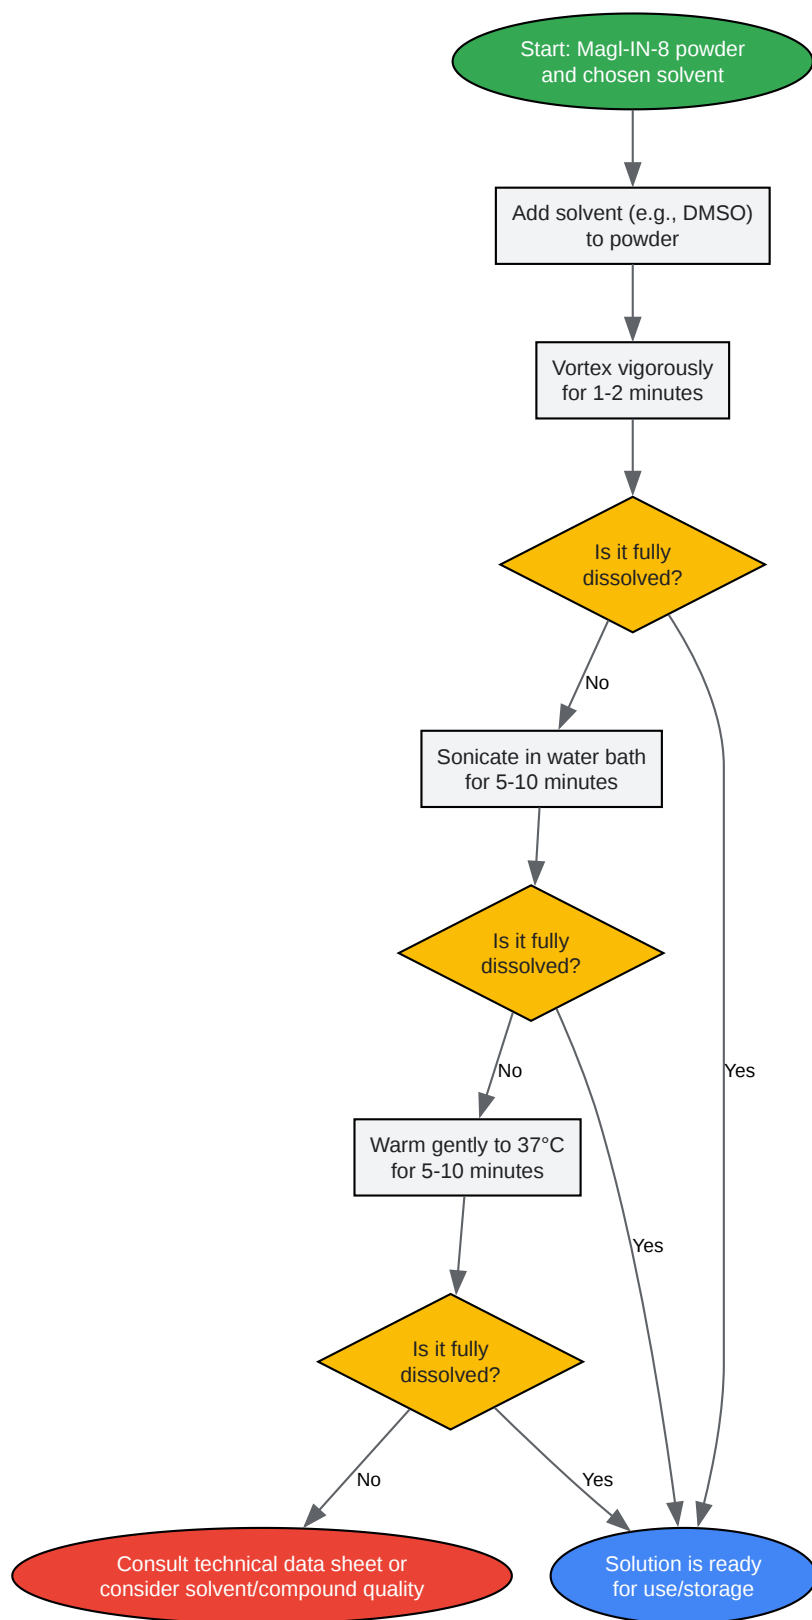 Start: Magl-IN-8 powder
and chosen solvent
Add solvent (e.g., DMSO)
to powder
Vortex vigorously
for 1-2 minutes
Is it fully
dissolved?
No
Sonicate in water bath
for 5-10 minutes
Is it fully
dissolved?
No
Yes
Warm gently to 37°C
for 5-10 minutes
Yes
Is it fully
dissolved?
No
Yes
Consult technical data sheet or
consider solvent/compound quality
Solution is ready
for use/storage